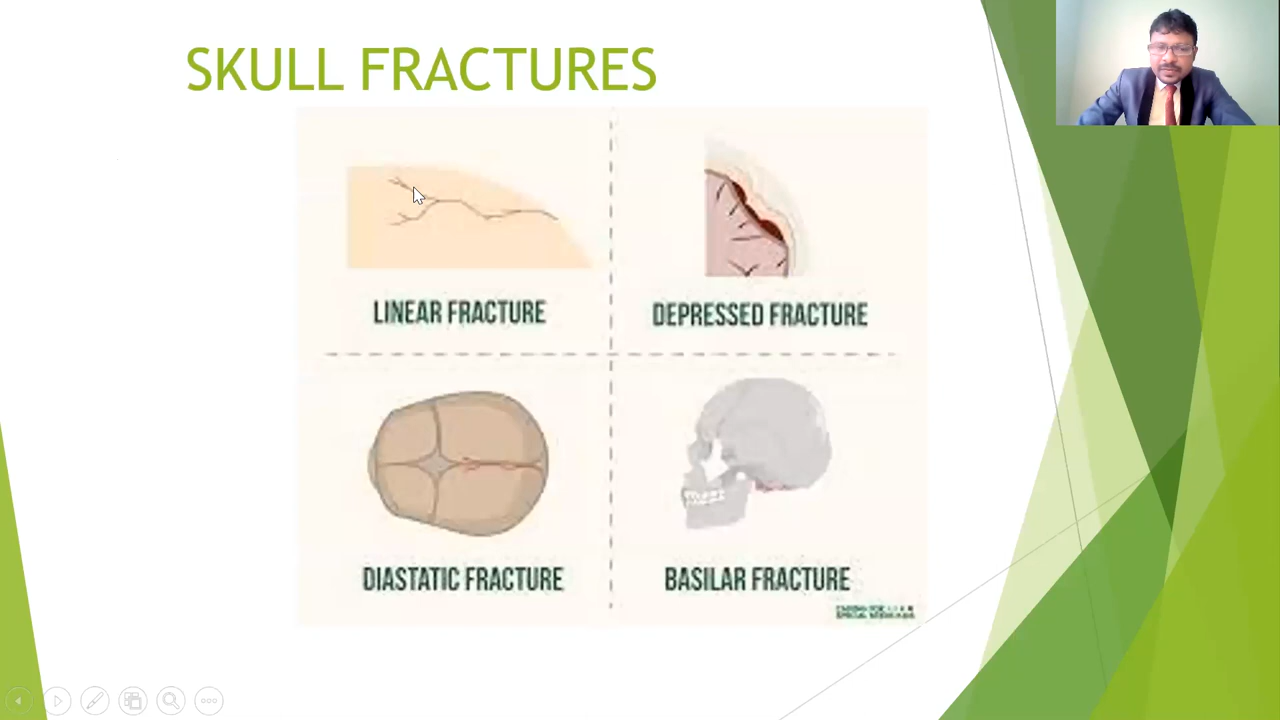 SKULL FRACTURES
LINEAR FRACTURE
DEPRESSED FRACTURE
DIASTATIC FRACTURE
BASILAR FRACTURE